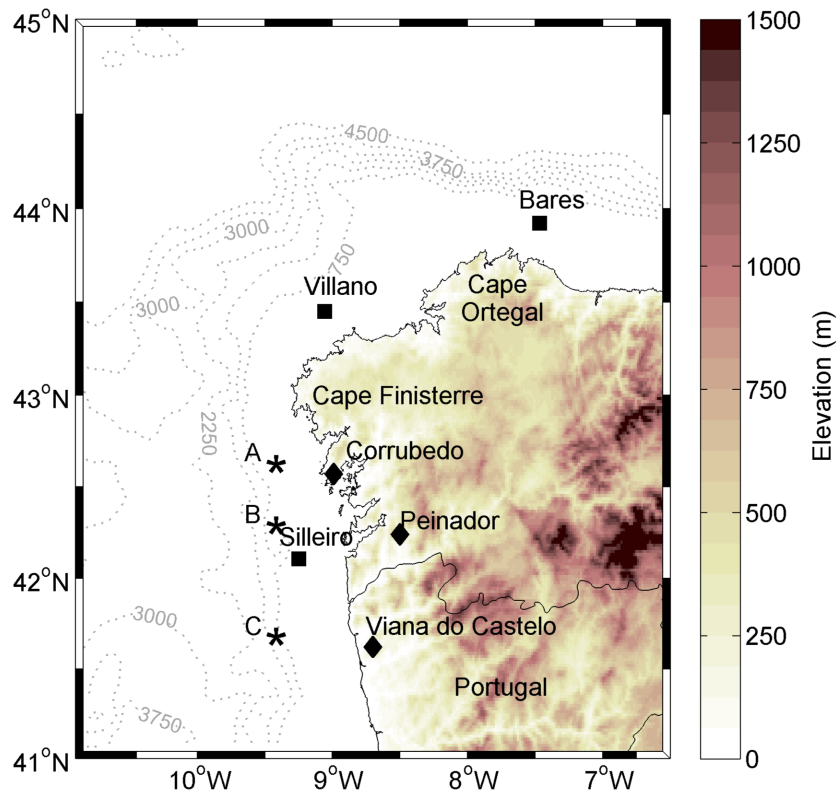 45°N
1500
4500
3750
1250
Bares
44°N
3000
750
Villano
Cape
Ortegal
1000
3000
Elevation (m)
Cape Finisterre
43°N
750
2250
A
Corrubedo
B
Peinador
500
Silleiro
42°N
3000
C
Viana do Castelo
250
Portugal
3750
41°N
0
10°W
9°W
8°W
7°W